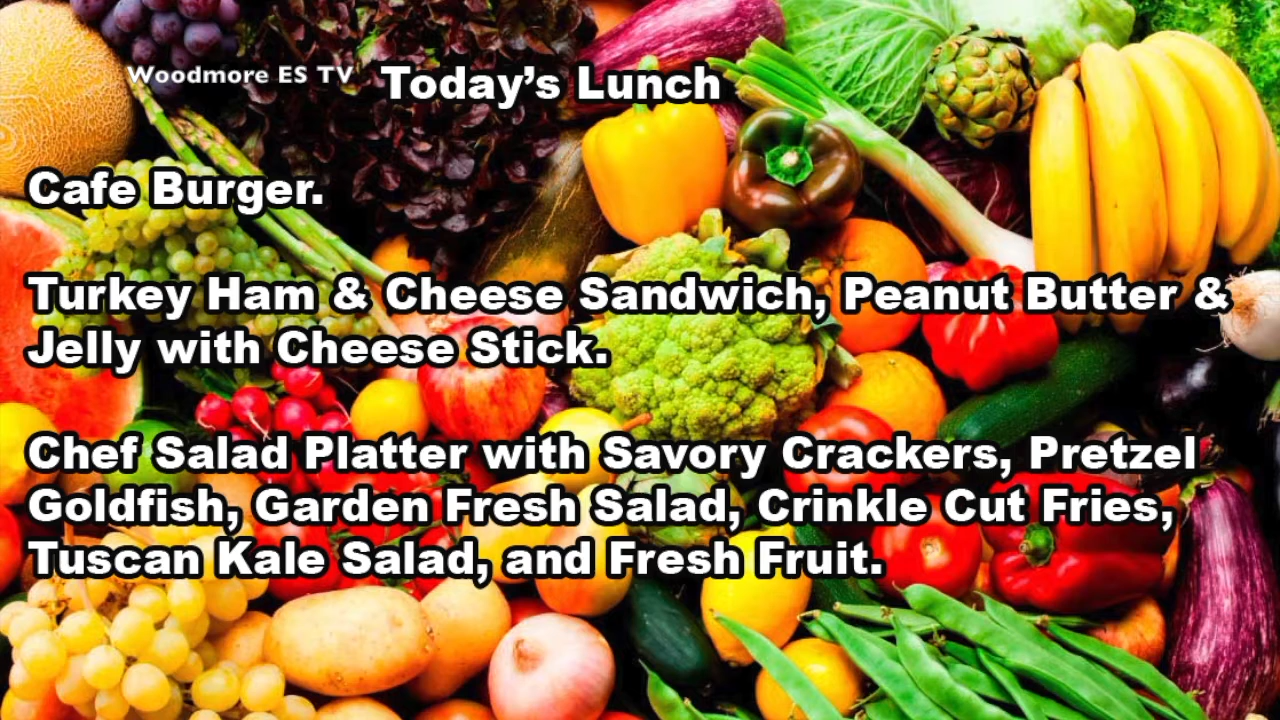 Woodmore ES TV
Today’s Lunch
Cafe Burger.
Turkey Ham & Cheese Sandwich, Peanut Butter &
Jelly with Cheese Stick.
Chef Salad Platter with Savory Crackers, Pretzel
Goldfish, Garden Fresh Salad, Crinkle Cut Fries,
Tuscan Kale Salad, and Fresh Fruit.